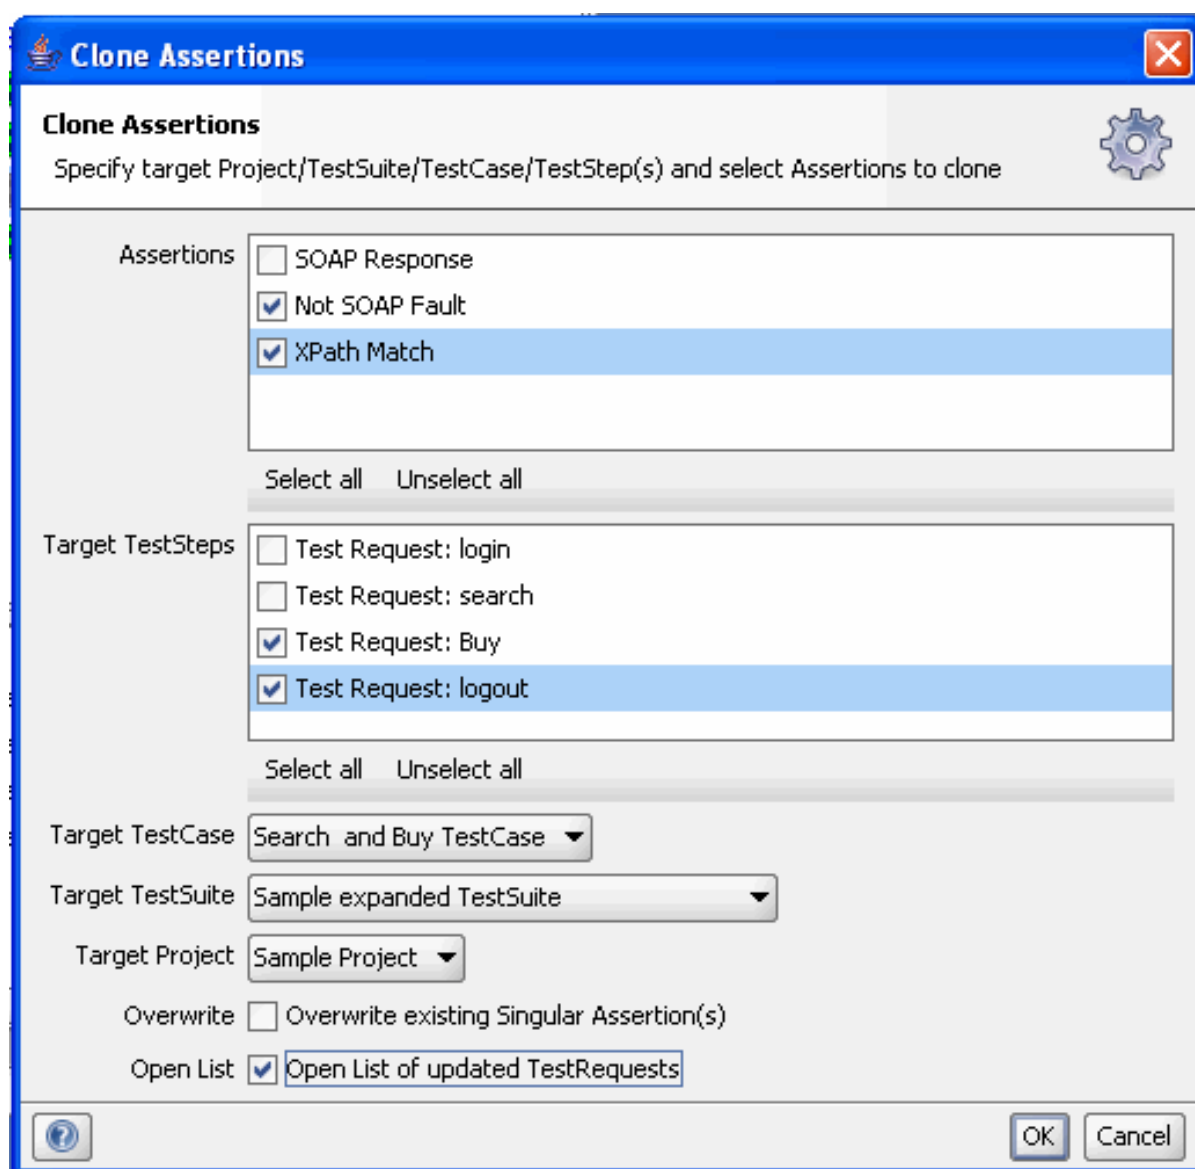 Clone Assertions
Clone Assertions
Specify target Project/TestSuite/TestCase/TestStep(s) and select Assertions to clone
Assertions
SOAP Response
Not SOAP Fault
XPath Match
Select all Unselect all
Target TestSteps
Test Request: login
Test Request: search
Test Request: Buy
Test Request: logout
Select all Unselect all
Target TestCase Search and Buy TestCase
Target TestSuite Sample expanded TestSuite
Target Project Sample Project
Overwrite Overwrite existing Singular Assertion(s)
Open List Open List of updated TestRequests
? OK Cancel